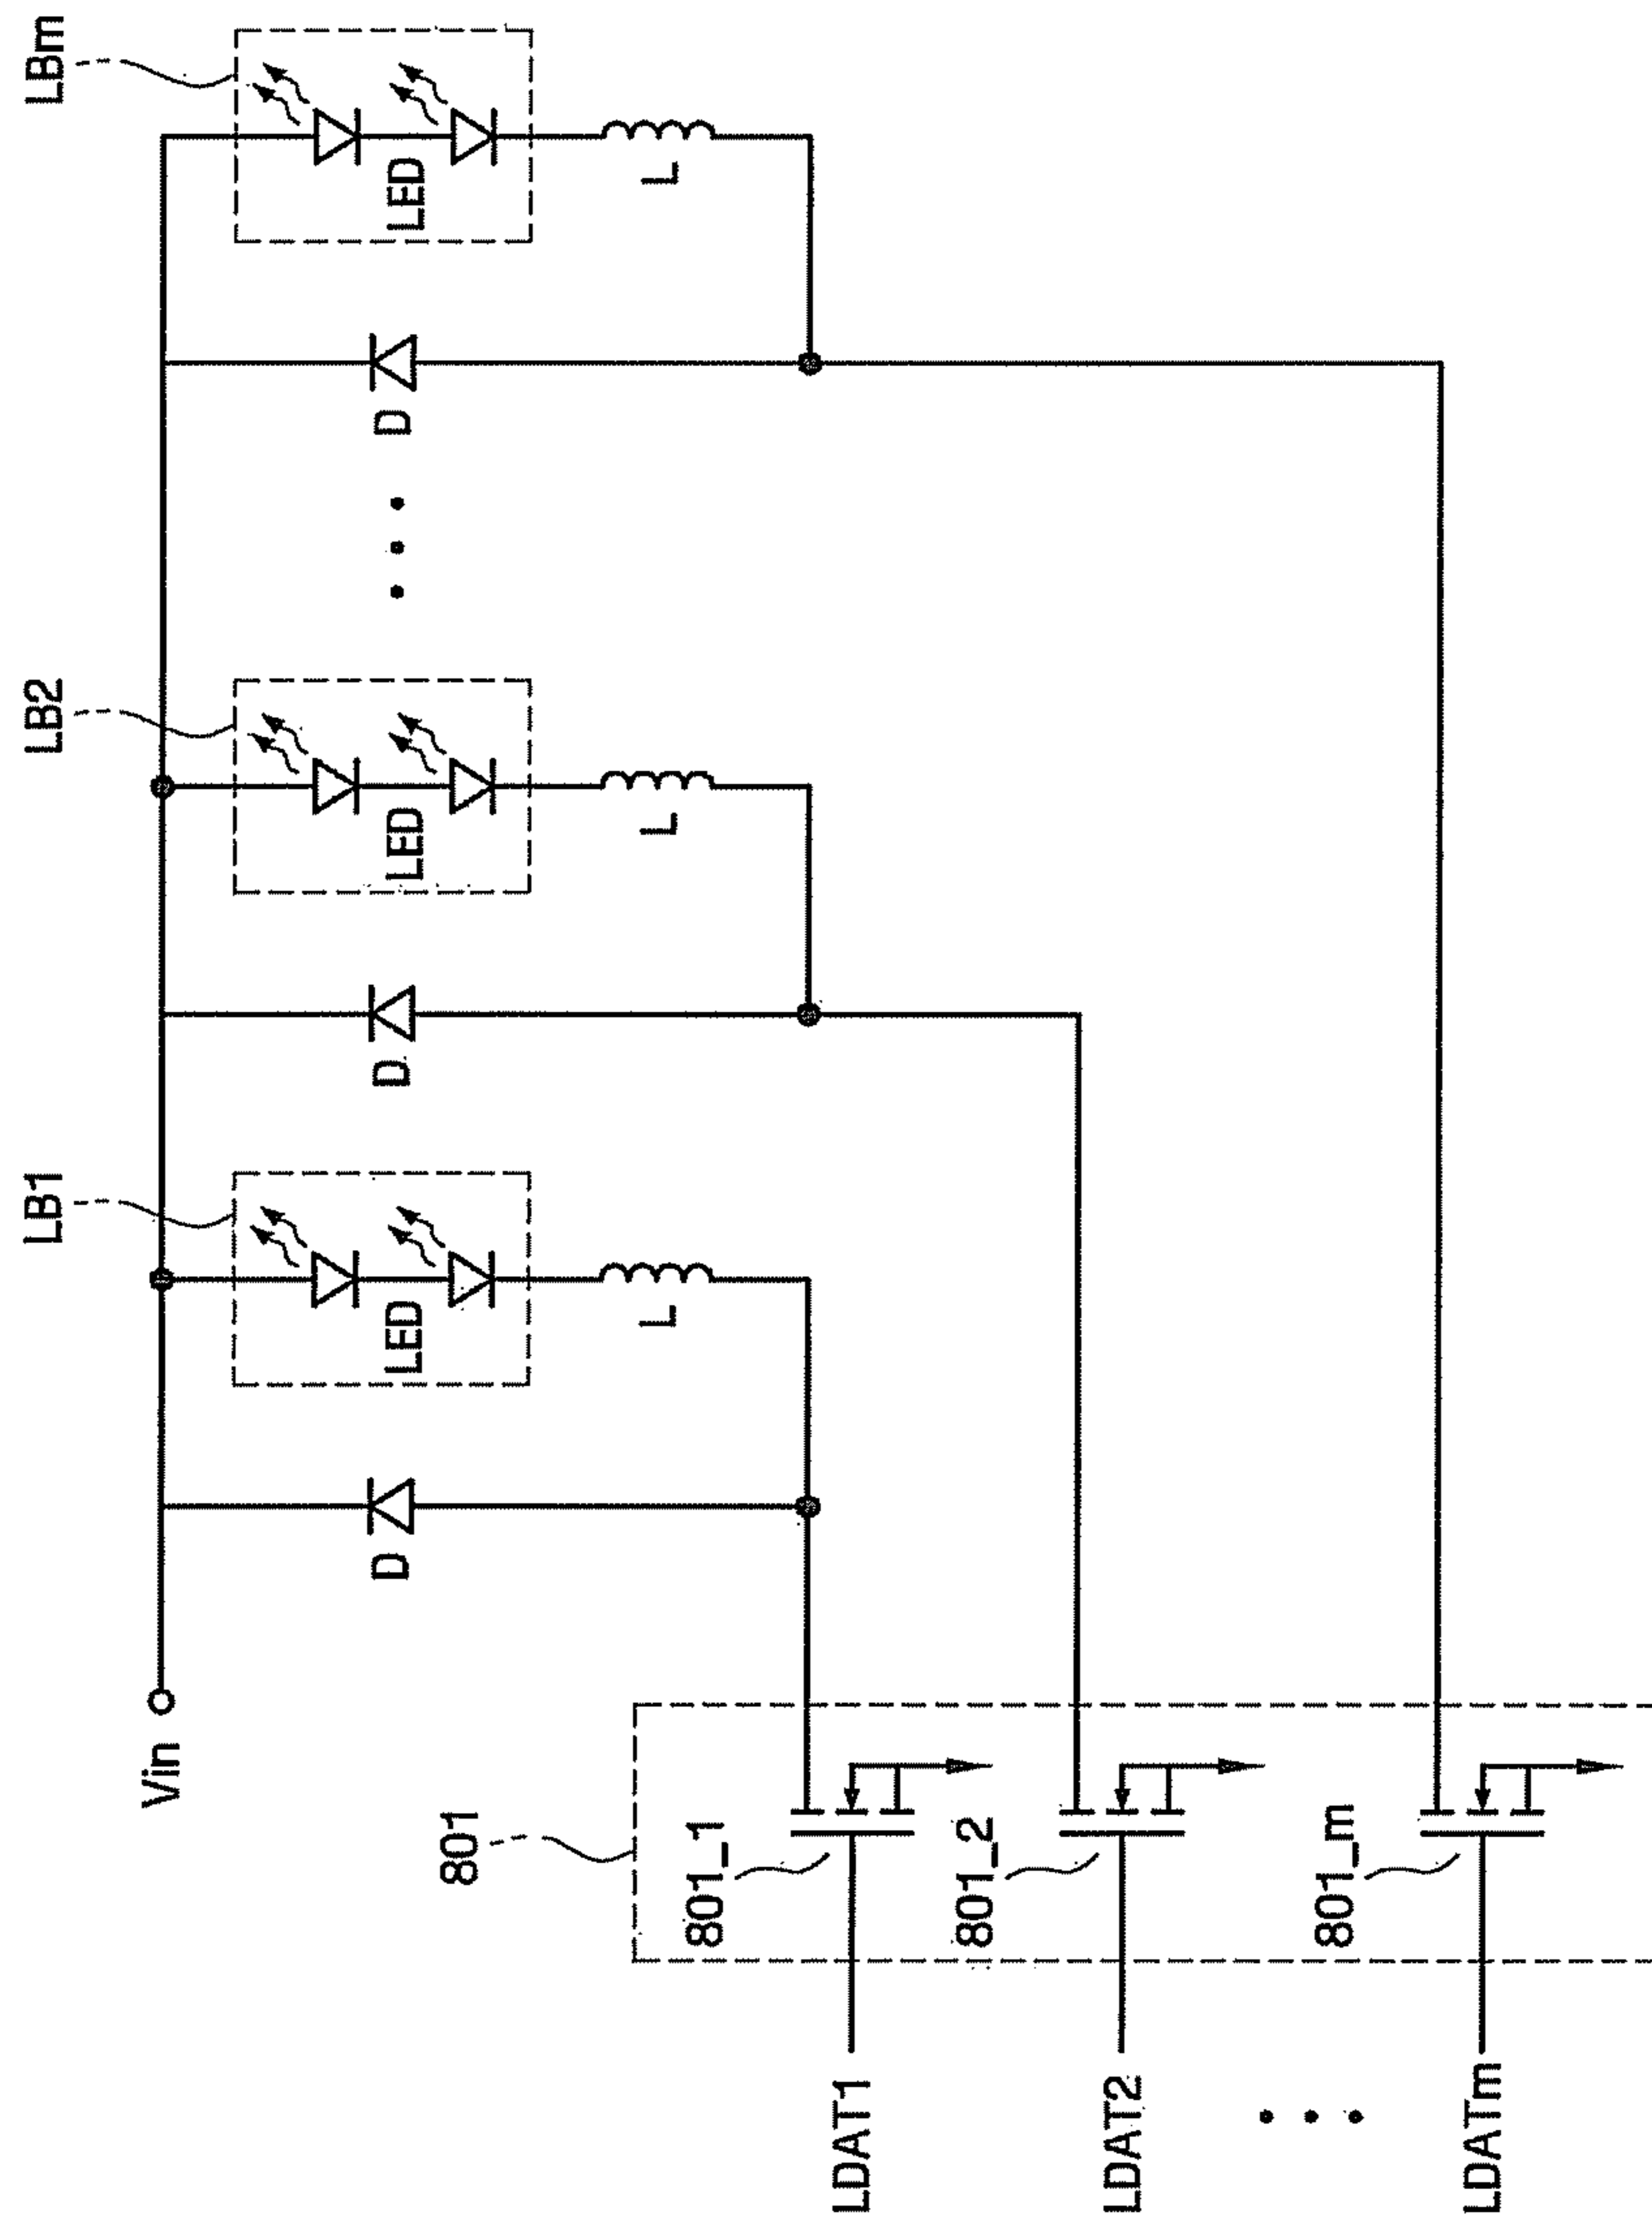 LB1
LB2
LBm
Vin
D
LED
L
D
LED
L
D
LED
L
801
801_1
801_2
801_m
LDAT1
LDAT2
LDATm